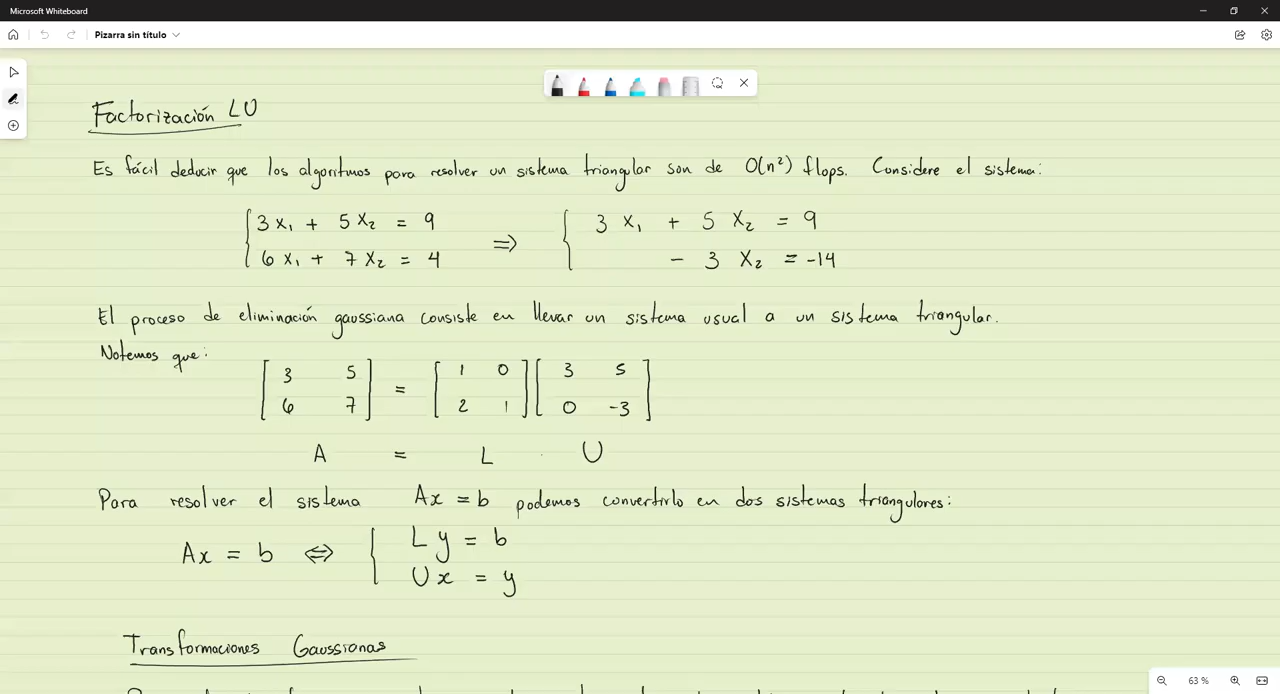 Microsoft Whiteboard
Pizarra sin título
Factorización LU
Es fácil deducir que los algoritmos para resolver un sistema triangular son de O(n²) flops. Considere el sistema:
3 x₁ + 5 x₂ = 9 ⇒ 3 x₁ + 5 x₂ = 9
6 x₁ + 7 x₂ = 4 - 3 x₂ = -14
El proceso de eliminación gaussiana consiste en llevar un sistema usual a un sistema triangular.
Notemos que:
[ 3 5 ] = [ 1 0 ] [ 3 5 ]
[ 6 7 ] [ 2 1 ] [ 0 -3 ]
A = L · U
Para resolver el sistema Ax = b podemos convertirlo en dos sistemas triangulares:
Ax = b ⇔ { Ly = b
Ux = y
Transformaciones Gaussianas
63 %